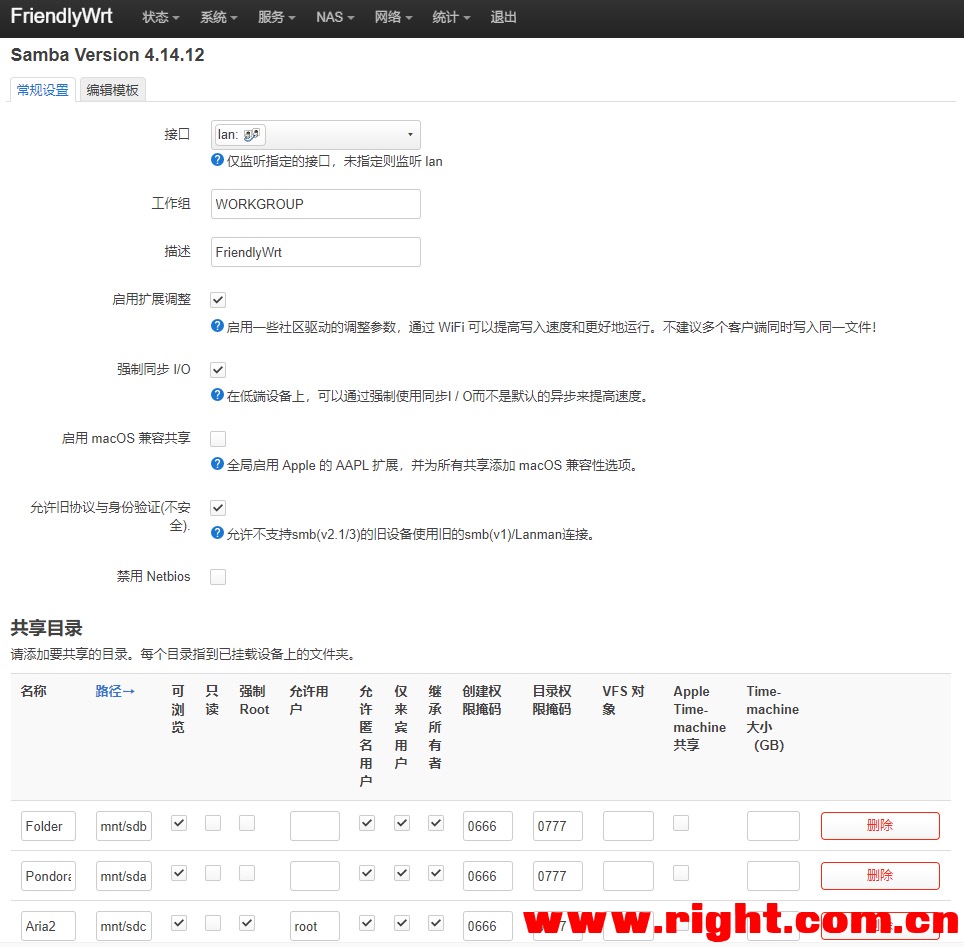 FriendlyWrt 状态 系统 服务 NAS 网络 统计 退出
Samba Version 4.14.12
常规设置 编辑模板
接口 lan:
仅监听指定的接口，未指定则监听 lan
工作组 WORKGROUP
描述 FriendlyWrt
启用扩展调整
启用一些社区驱动的调整参数，通过 WiFi 可以提高写入速度和更好地运行。不建议多个客户端同时写入同一文件！
强制同步 I/O
在低端设备上，可以通过强制使用同步I / O而不是默认的异步来提高速度。
启用 macOS 兼容共享
全局启用 Apple 的 AAPL 扩展，并为所有共享添加 macOS 兼容性选项。
允许旧协议与身份验证(不安
全).
允许不支持smb(v2.1/3)的旧设备使用旧的smb(v1)/Lanman连接。
禁用 Netbios
共享目录
请添加要共享的目录。每个目录指到已挂载设备上的文件夹。
名称 路径→ 可浏览 只读 强制 Root 允许用户 允许匿名用户 仅来宾用户 继承所有者 创建权限掩码 目录权限掩码 VFS 对象 Apple Time-machine 共享 Time-machine 大小（GB）
Folder mnt/sdb 0666 0777 删除
Pondora mnt/sda 0666 0777 删除
Aria2 mnt/sdc root 0666
www.right.com.cn